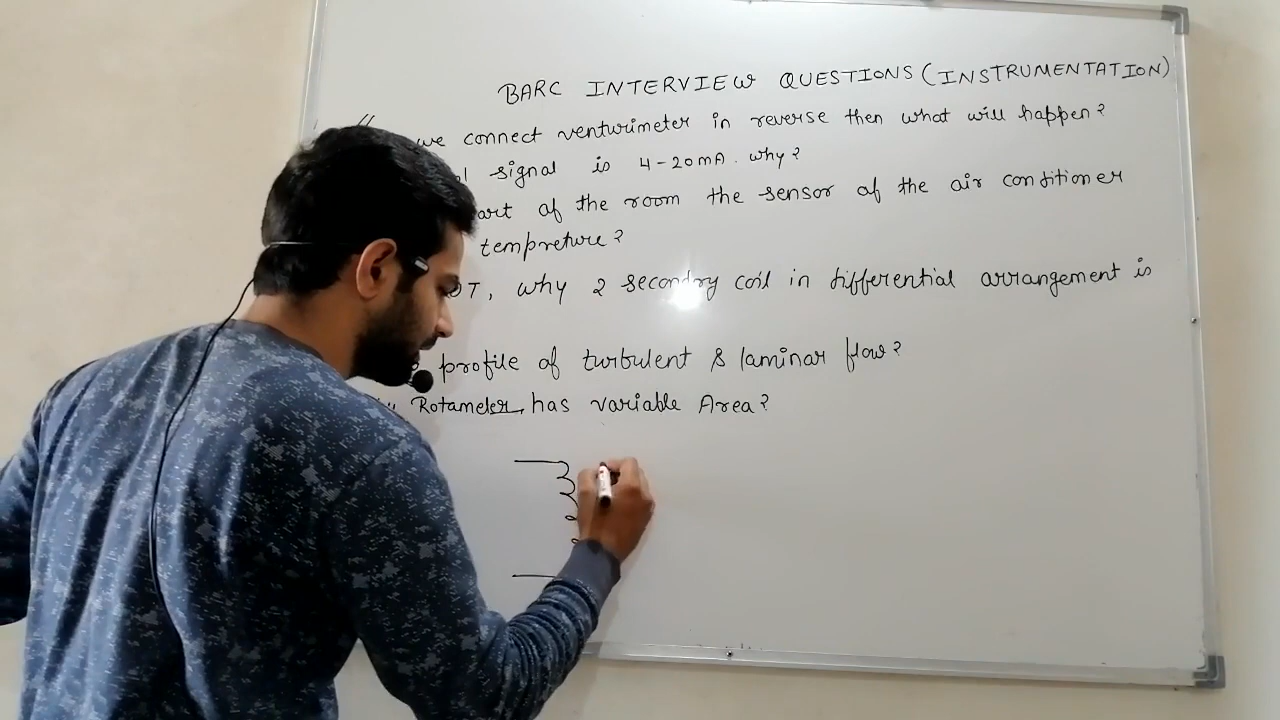 BARC INTERVIEW QUESTIONS (INSTRUMENTATION)
we connect venturimeter in reverse then what will happen?
signal is 4-20mA. why?
art of the room the sensor of the air conditioner
tempreture?
DT, why 2 secondry coil in differential arrangement is
profile of turbulent & laminar flow?
Rotameter has variable Area?